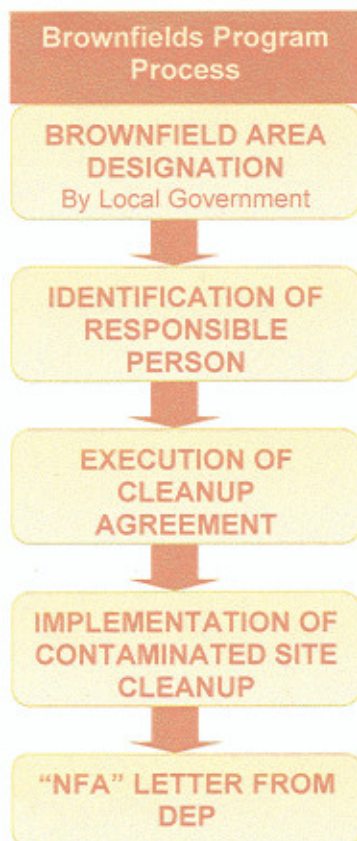 Brownfields Program
Process
BROWNFIELD AREA
DESIGNATION
By Local Government
IDENTIFICATION OF
RESPONSIBLE
PERSON
EXECUTION OF
CLEANUP
AGREEMENT
IMPLEMENTATION OF
CONTAMINATED SITE
CLEANUP
“NFA” LETTER FROM
DEP